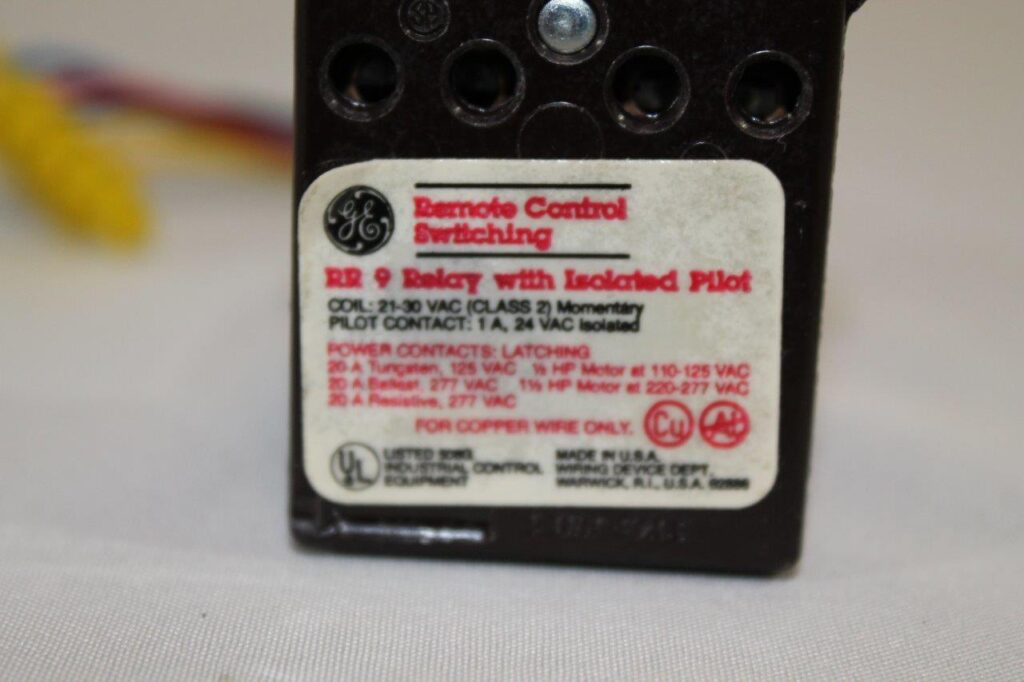 GE
Remote Control
Switching
RR 9 Relay with Isolated Pilot
COIL: 21-30 VAC (CLASS 2) Momentary
PILOT CONTACT: 1 A, 24 VAC Isolated
POWER CONTACTS: LATCHING
20 A Tungsten, 125 VAC ½ HP Motor at 110-125 VAC
20 A Ballast, 277 VAC 1½ HP Motor at 220-277 VAC
20 A Resistive, 277 VAC
FOR COPPER WIRE ONLY. Cu Al
UL LISTED
INDUSTRIAL CONTROL
EQUIPMENT
MADE IN U.S.A.
WIRING DEVICE DEPT.
WARWICK, R.I., U.S.A.